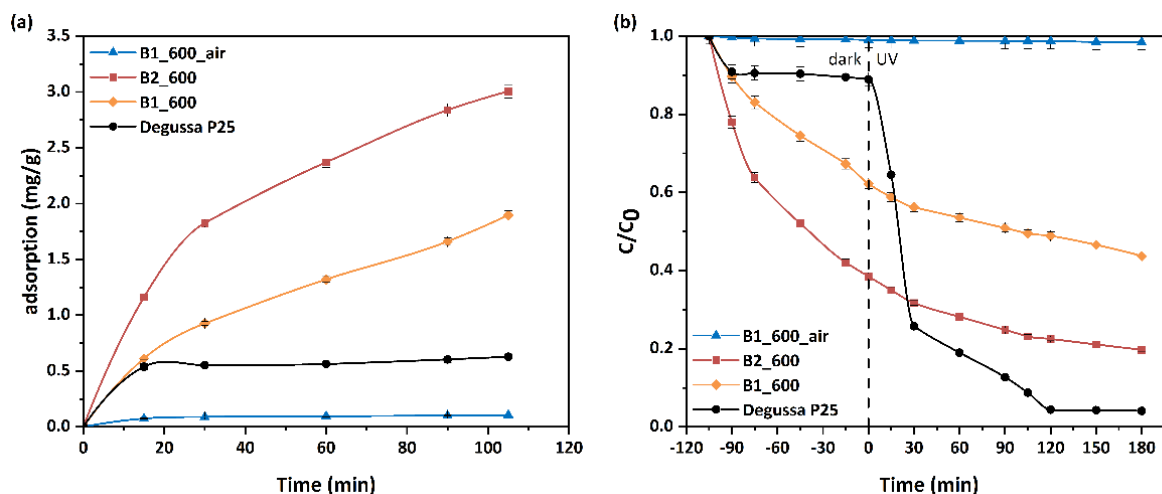 (a)
3.5
3.0
2.5
2.0
1.5
1.0
0.5
0.0
adsorption (mg/g)
B1_600_air
B2_600
B1_600
Degussa P25
0
20
40
60
80
100
120
Time (min)
(b)
1.0
0.8
0.6
0.4
0.2
0.0
C/C0
dark
UV
B1_600_air
B2_600
B1_600
Degussa P25
-120
-90
-60
-30
0
30
60
90
120
150
180
Time (min)